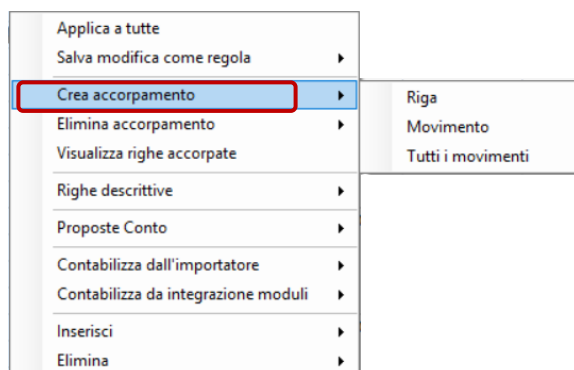 Applica a tutte
Salva modifica come regola
Crea accorpamento
Riga
Elimina accorpamento
Movimento
Visualizza righe accorpate
Tutti i movimenti
Righe descrittive
Proposte Conto
Contabilizza dall'importatore
Contabilizza da integrazione moduli
Inserisci
Elimina